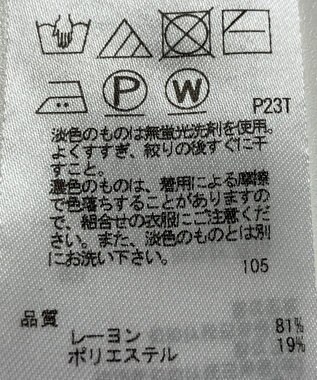 P
W
P23T
淡色のものは無蛍光洗剤を使用。
よくすすぎ、絞りの後すぐに干
すこと。
濃色のものは、着用による摩擦
で色落ちすることがありますの
で、組合せの衣服にご注意くだ
さい。また、淡色のものとは別
にお洗い下さい。
105
品質
レーヨン 81%
ポリエステル 19%